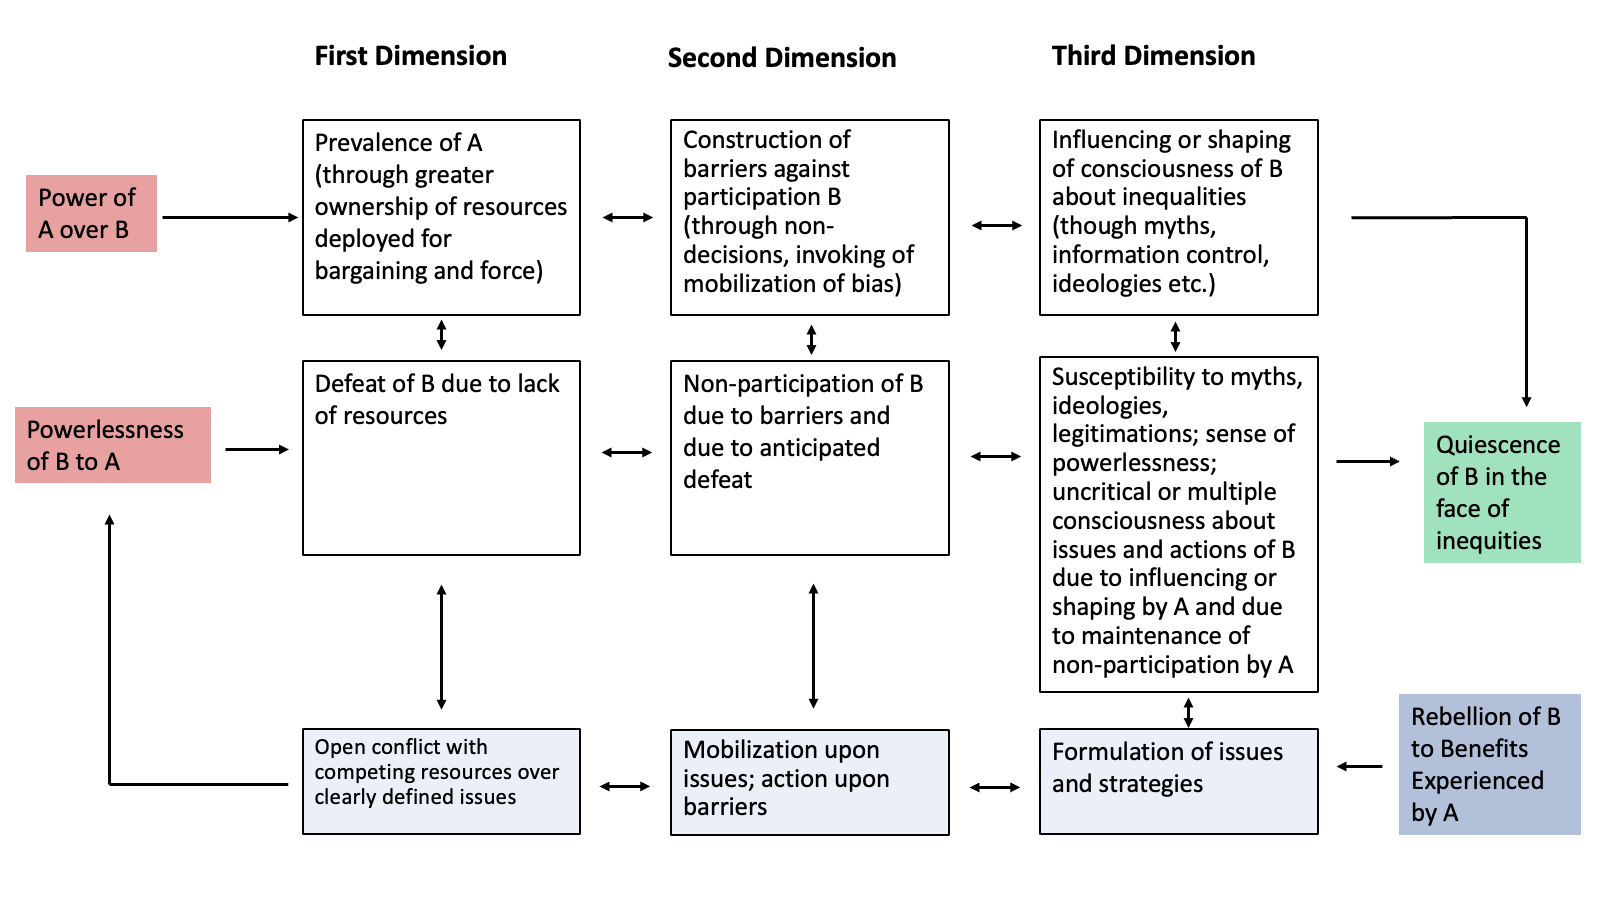 First Dimension
Second Dimension
Third Dimension
Power of
A over B
Prevalence of A
(through greater
ownership of resources
deployed for
bargaining and force)
Construction of
barriers against
participation B
(through non-
decisions, invoking of
mobilization of bias)
Influencing or shaping
of consciousness of B
about inequalities
(though myths,
information control,
ideologies etc.)
Powerlessness
of B to A
Defeat of B due to lack
of resources
Non-participation of B
due to barriers and
due to anticipated
defeat
Susceptibility to myths,
ideologies,
legitimations; sense of
powerlessness;
uncritical or multiple
consciousness about
issues and actions of B
due to influencing or
shaping by A and due
to maintenance of
non-participation by A
Quiescence
of B in the
face of
inequities
Open conflict with
competing resources over
clearly defined issues
Mobilization upon
issues; action upon
barriers
Formulation of issues
and strategies
Rebellion of B
to Benefits
Experienced
by A